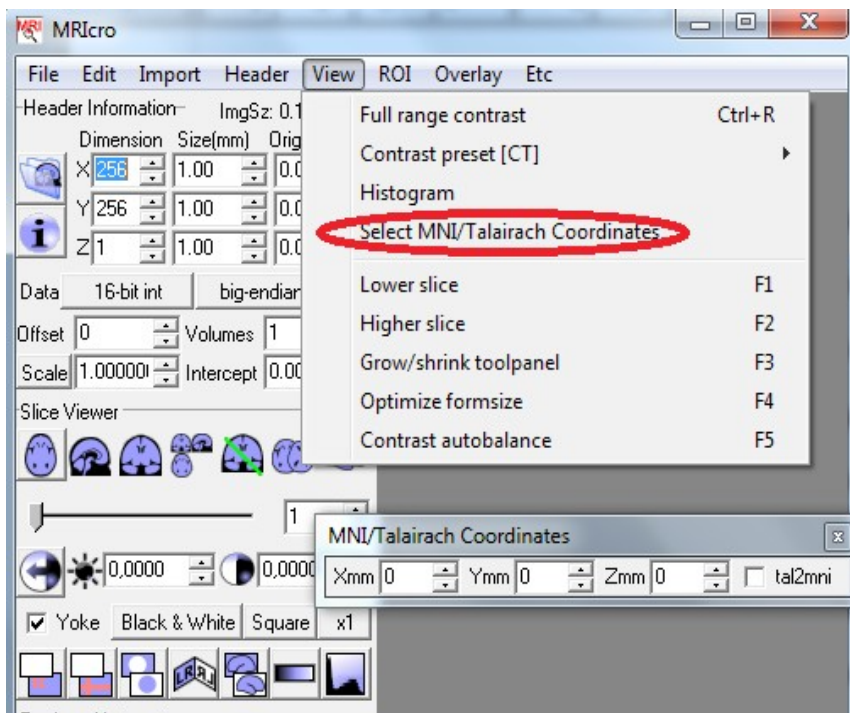 MRIcro
File Edit Import Header View ROI Overlay Etc
Header Information ImgSz: 0.1
Dimension Size(mm) Orig
X 256 1.00 0.0
Y 256 1.00 0.0
Z 1 1.00 0.0
Data 16-bit int big-endian
Offset 0 Volumes 1
Scale 1.00000 Intercept 0.00
Slice Viewer
1
0,0000 0,0000
Yoke Black & White Square x1
Full range contrast Ctrl+R
Contrast preset [CT]
Histogram
Select MNI/Talairach Coordinates
Lower slice F1
Higher slice F2
Grow/shrink toolpanel F3
Optimize formsize F4
Contrast autobalance F5
MNI/Talairach Coordinates
Xmm 0 Ymm 0 Zmm 0 tal2mni